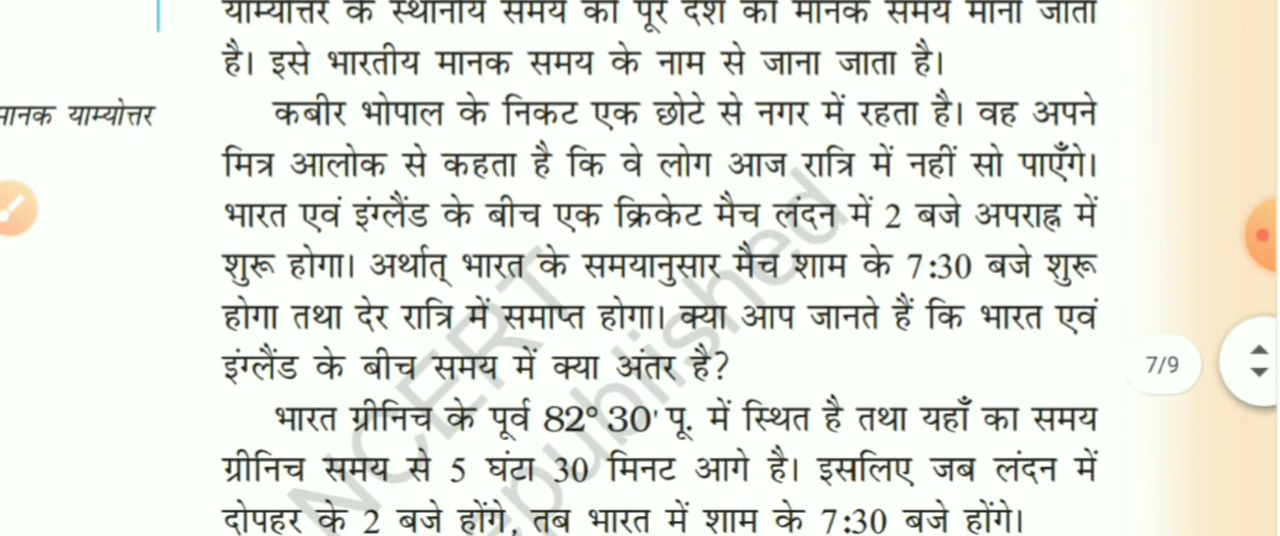 याम्योत्तर के स्थानीय समय को पूरे देश का मानक समय माना जाता
है। इसे भारतीय मानक समय के नाम से जाना जाता है।
मानक याम्योत्तर
कबीर भोपाल के निकट एक छोटे से नगर में रहता है। वह अपने
मित्र आलोक से कहता है कि वे लोग आज रात्रि में नहीं सो पाएँगे।
भारत एवं इंग्लैंड के बीच एक क्रिकेट मैच लंदन में 2 बजे अपराह्न में
शुरू होगा। अर्थात् भारत के समयानुसार मैच शाम के 7:30 बजे शुरू
होगा तथा देर रात्रि में समाप्त होगा। क्या आप जानते हैं कि भारत एवं
इंग्लैंड के बीच समय में क्या अंतर है?
7/9
भारत ग्रीनिच के पूर्व 82° 30' पू. में स्थित है तथा यहाँ का समय
ग्रीनिच समय से 5 घंटा 30 मिनट आगे है। इसलिए जब लंदन में
दोपहर के 2 बजे होंगे, तब भारत में शाम के 7:30 बजे होंगे।
NCERT
republished